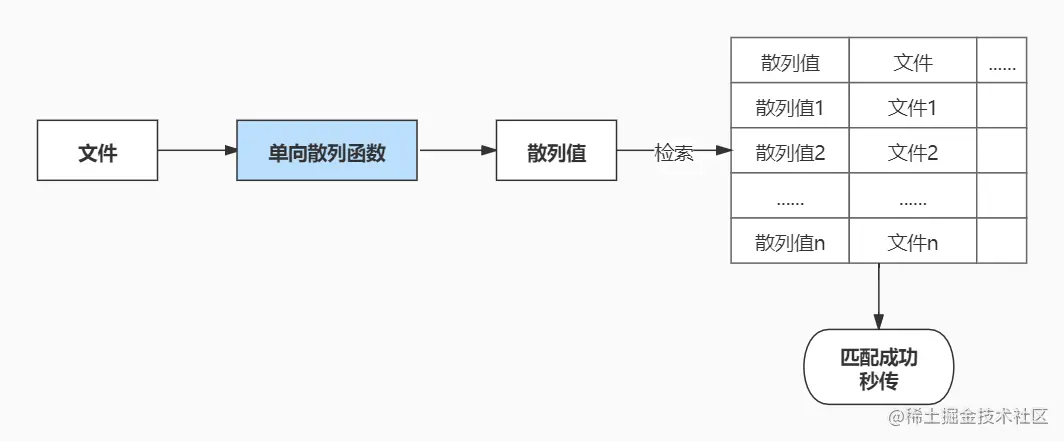 文件
单向散列函数
散列值
检索
散列值 文件 ......
散列值1 文件1
散列值2 文件2
...... ......
散列值n 文件n
匹配成功
秒传
@稀土掘金技术社区